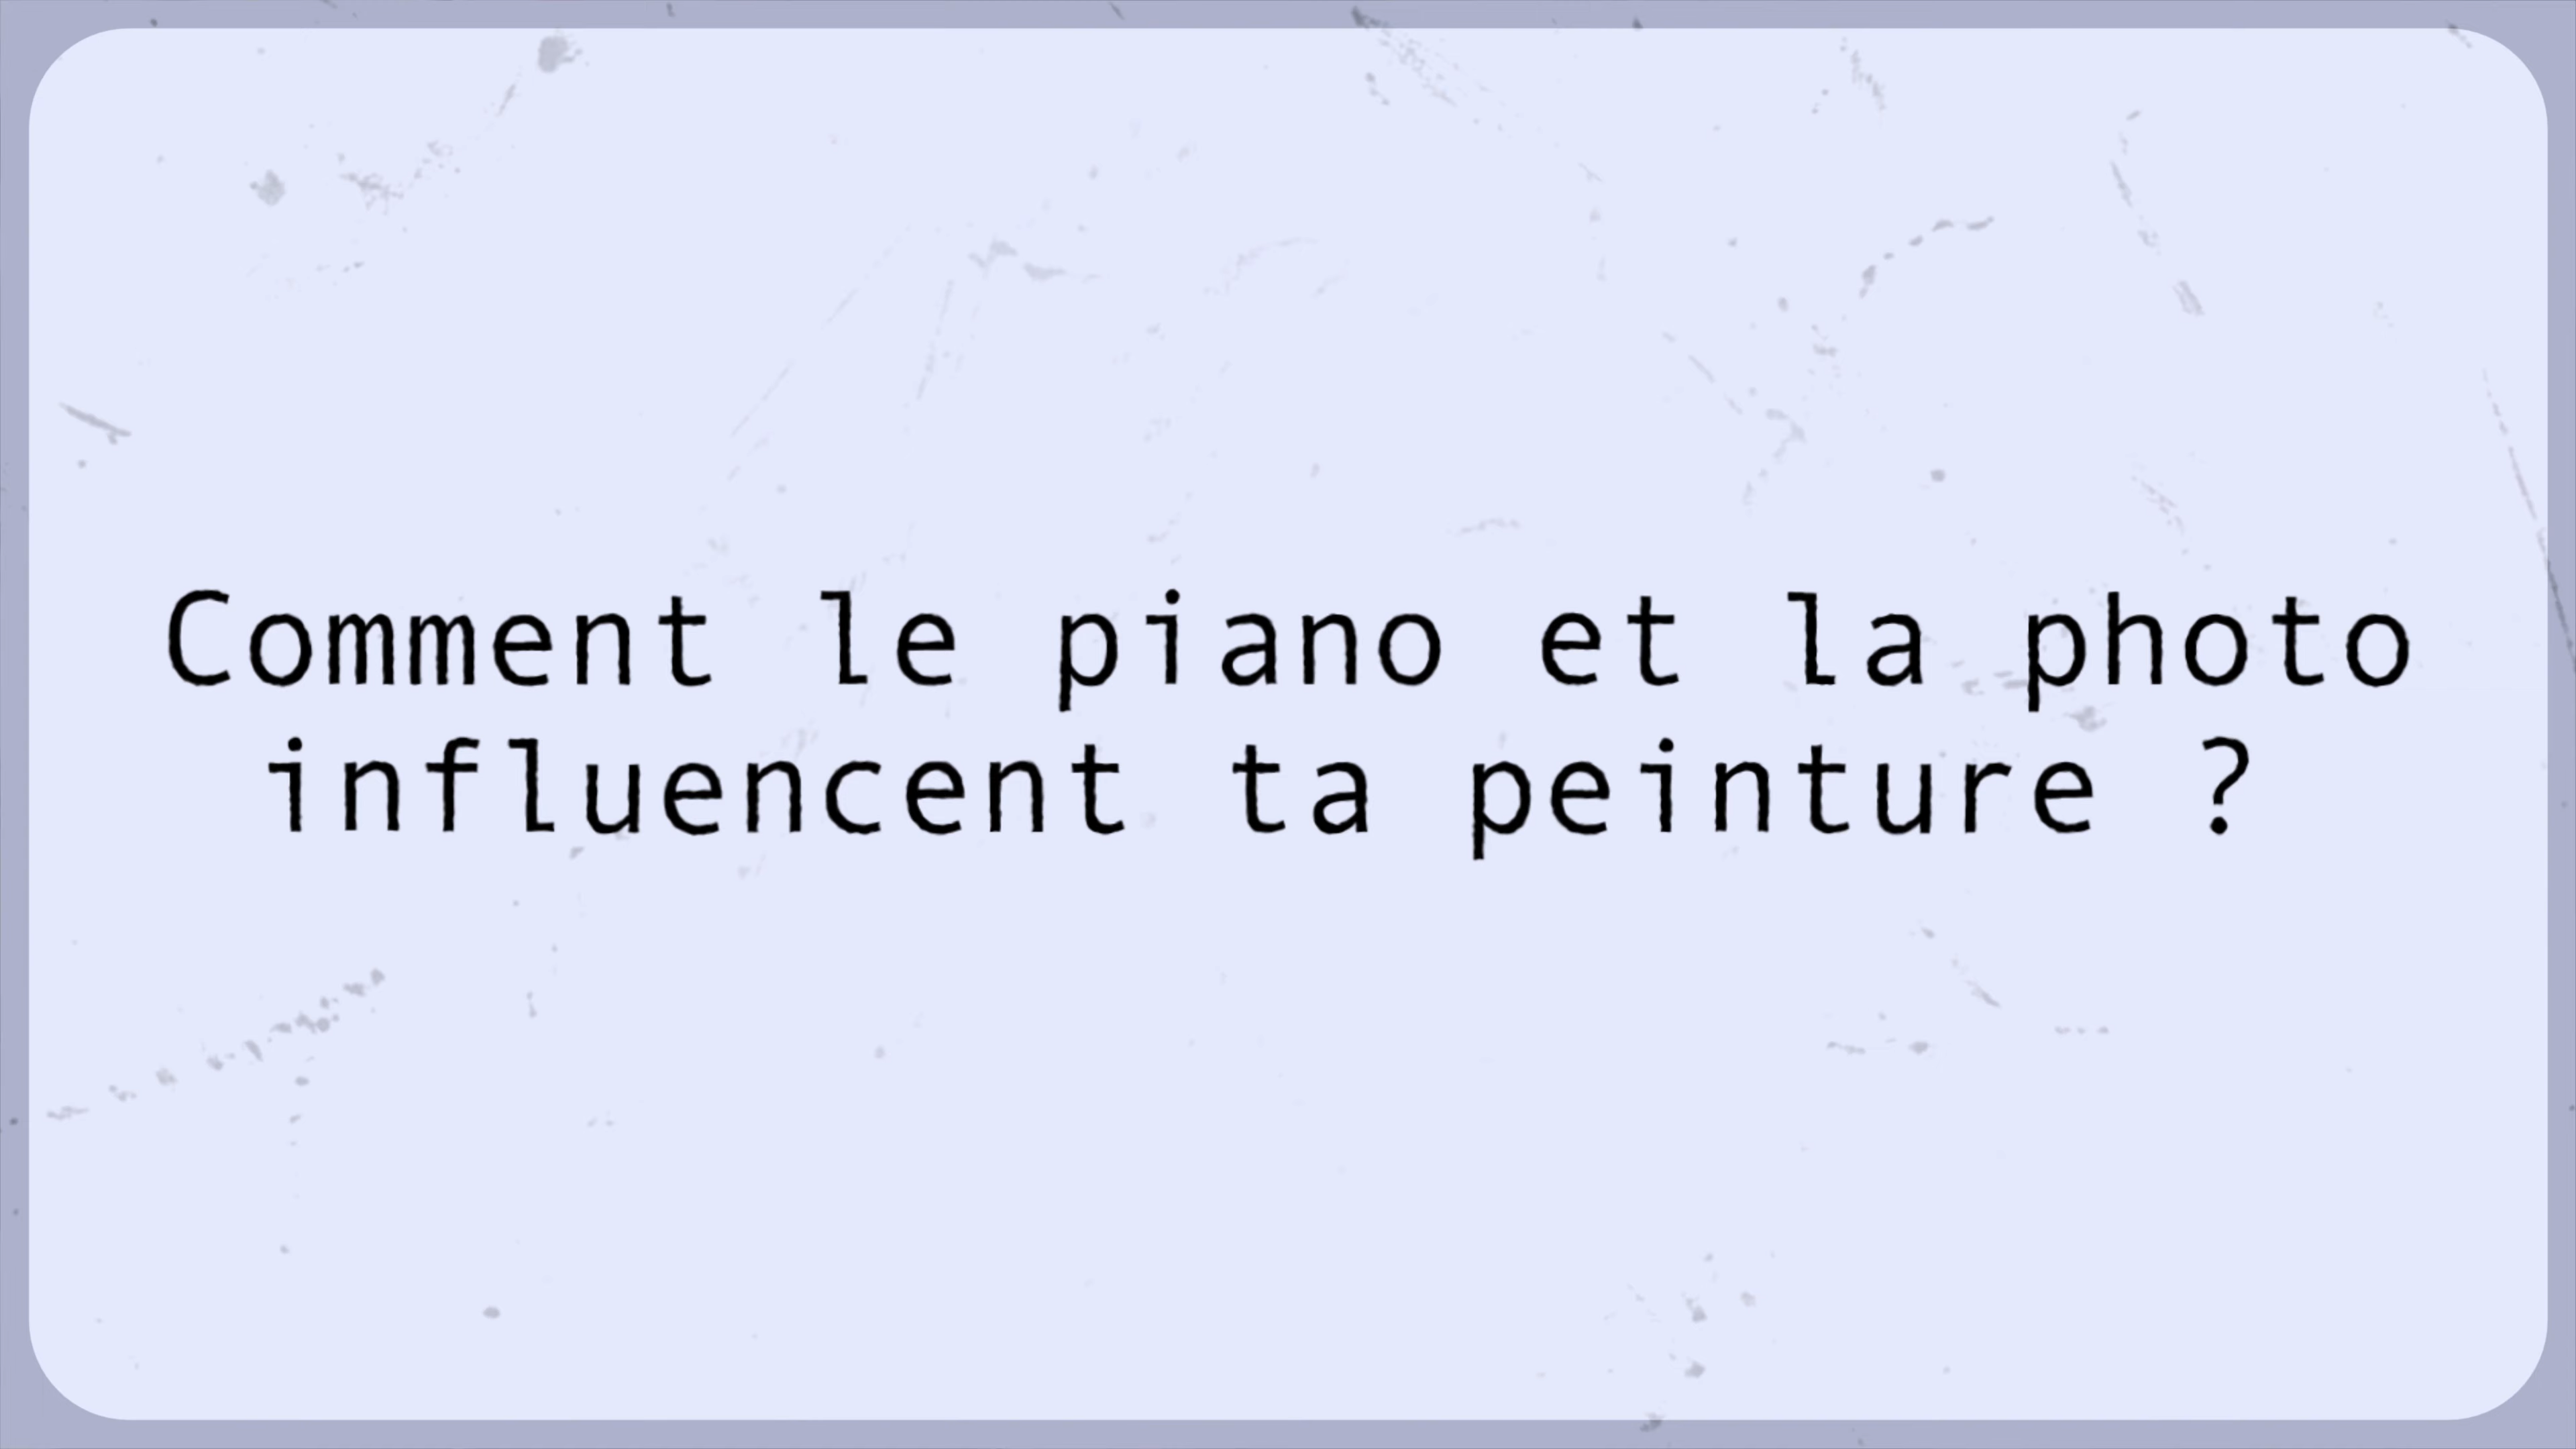 Comment le piano et la photo
influencent ta peinture ?